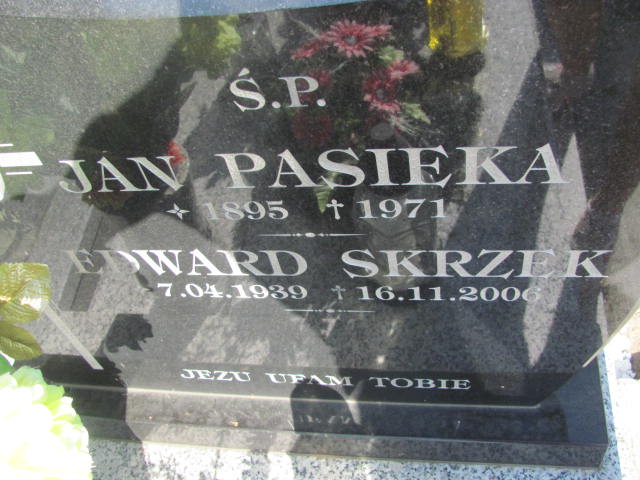 Ś.P.
JAN PASIEKA
1895 † 1971
EDWARD SKRZEK
7.04.1939 † 16.11.2006
JEZU UFAM TOBIE